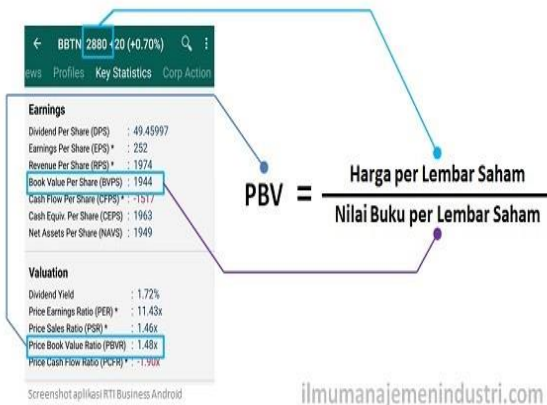 ← BBTN 2880 +20 (+0.70%)
ews Profiles Key Statistics Corp Action
Earnings
Dividend Per Share (DPS) : 49.45997
Earnings Per Share (EPS) * : 252
Revenue Per Share (RPS) * : 1974
Book Value Per Share (BVPS) : 1944
Cash Flow Per Share (CFPS) * : -1517
Cash Equiv. Per Share (CEPS) : 1963
Net Assets Per Share (NAVS) : 1949
Valuation
Dividend Yield : 1.72%
Price Earnings Ratio (PER) * : 11.43x
Price Sales Ratio (PSR) * : 1.46x
Price Book Value Ratio (PBVR) : 1.48x
Price Cash Flow Ratio (PCFR) * : -1.90x
Screenshot aplikasi RTI Business Android
PBV = Harga per Lembar Saham
Nilai Buku per Lembar Saham
ilmumanajemenindustri.com